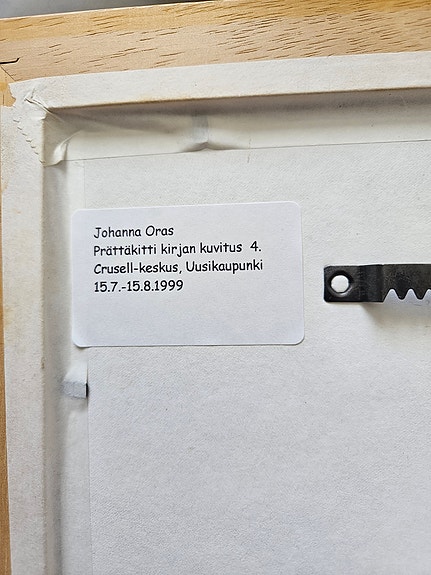 Johanna Oras
Prättäkitti kirjan kuvitus 4.
Crusell-keskus, Uusikaupunki
15.7.-15.8.1999